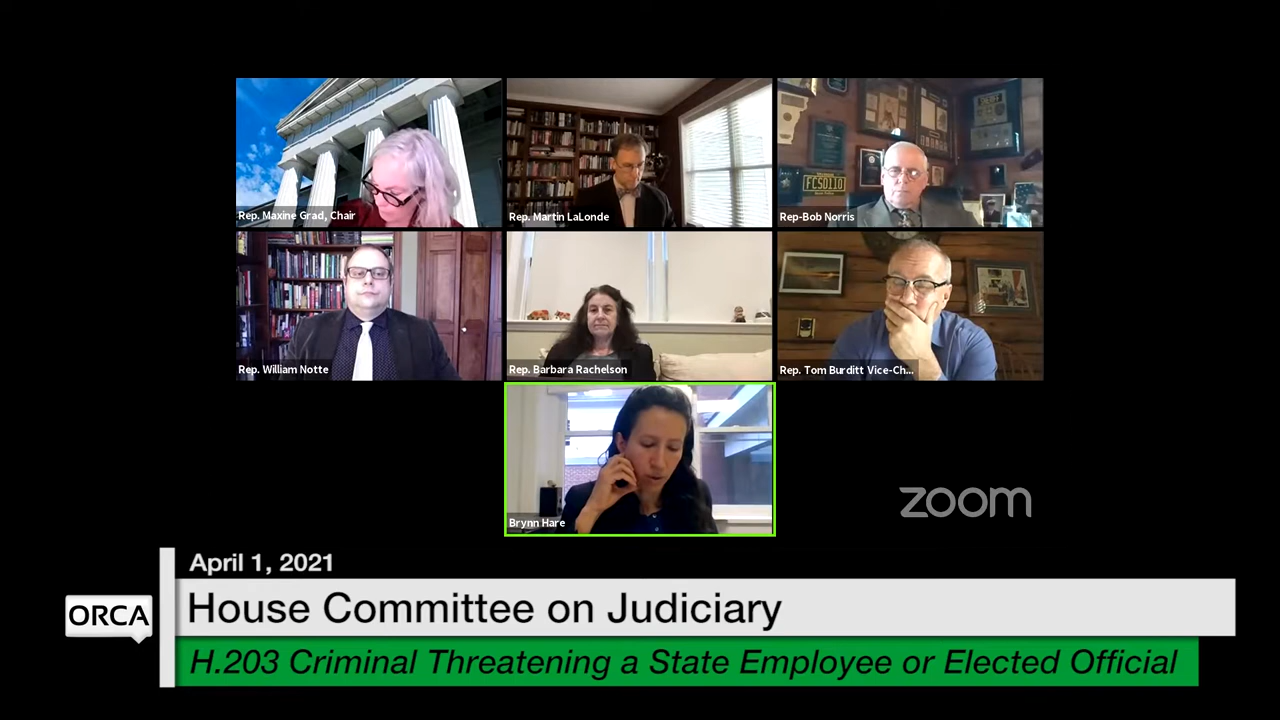 DEBT
FCSO110
Rep. Maxine Grad, Chair
Rep. Martin LaLonde
Rep-Bob Norris
Rep. William Notte
Rep. Barbara Rachelson
Rep. Tom Burditt Vice-Ch...
Brynn Hare
zoom
April 1, 2021
ORCA
House Committee on Judiciary
H.203 Criminal Threatening a State Employee or Elected Official